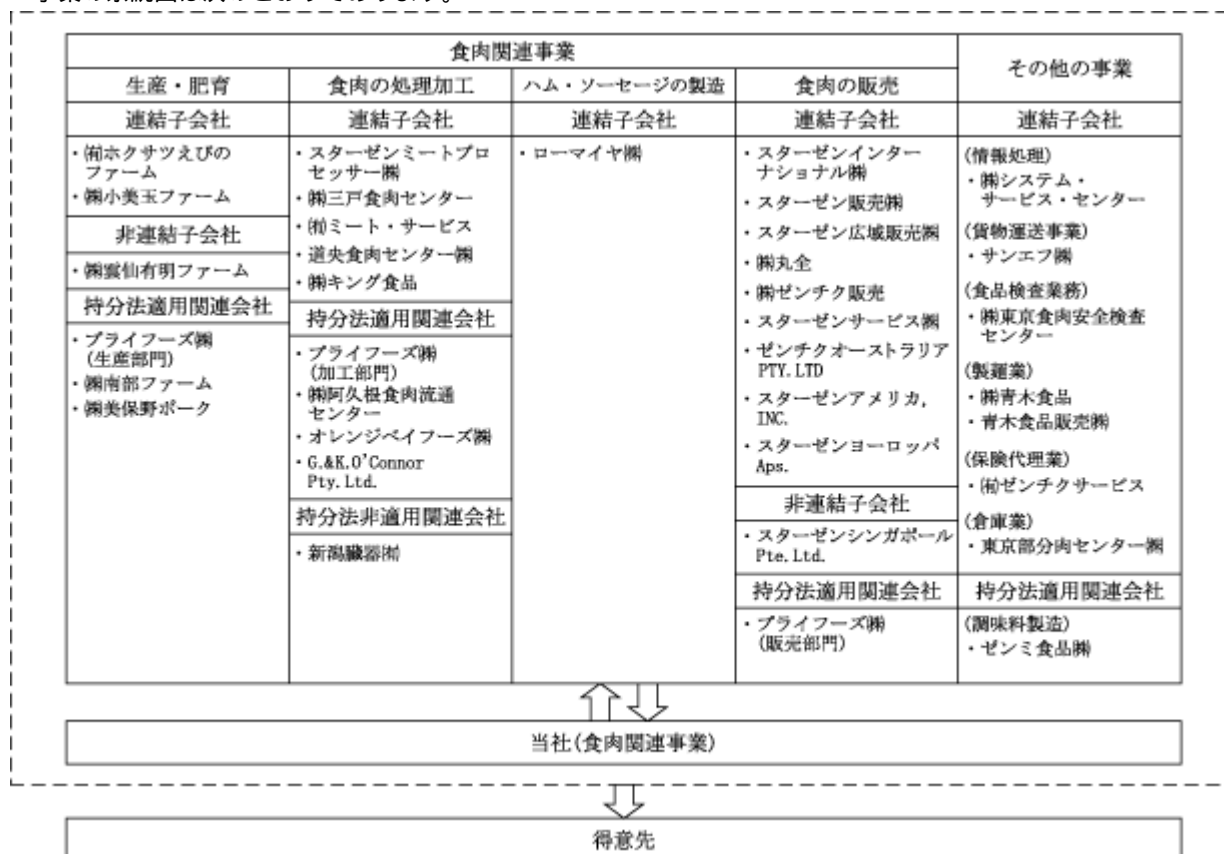 事業の系統図は次のとおりであります。
食肉関連事業
その他の事業
生産・肥育
食肉の処理加工
ハム・ソーセージの製造
食肉の販売
連結子会社
連結子会社
連結子会社
連結子会社
連結子会社
・㈲ホクサツえびの
ファーム
・㈱小美玉ファーム
非連結子会社
・㈱雲仙有明ファーム
持分法適用関連会社
・プライフーズ㈱
(生産部門)
・㈱南部ファーム
・㈱美保野ポーク
・スターゼンミートプロ
セッサー㈱
・㈱三戸食肉センター
・㈲ミート・サービス
・道央食肉センター㈱
・㈱キング食品
持分法適用関連会社
・プライフーズ㈱
(加工部門)
・㈱阿久根食肉流通
センター
・オレンジベイフーズ㈱
・G.&K.O'Connor
Pty.Ltd.
持分法非適用関連会社
・新潟臓器㈲
・ローマイヤ㈱
・スターゼンインター
ナショナル㈱
・スターゼン販売㈱
・スターゼン広域販売㈱
・㈱丸全
・㈱ゼンチク販売
・スターゼンサービス㈱
・ゼンチクオーストラリア
PTY.LTD
・スターゼンアメリカ,
INC.
・スターゼンヨーロッパ
Aps.
非連結子会社
・スターゼンシンガポール
Pte.Ltd.
持分法適用関連会社
・プライフーズ㈱
(販売部門)
(情報処理)
・㈱システム・
サービス・センター
(貨物運送事業)
・サンエフ㈱
(食品検査業務)
・㈱東京食肉安全検査
センター
(製麺業)
・㈱青木食品
・青木食品販売㈱
(保険代理業)
・㈲ゼンチクサービス
(倉庫業)
・東京部分肉センター㈱
持分法適用関連会社
(調味料製造)
・ゼンミ食品㈱
当社(食肉関連事業)
得意先